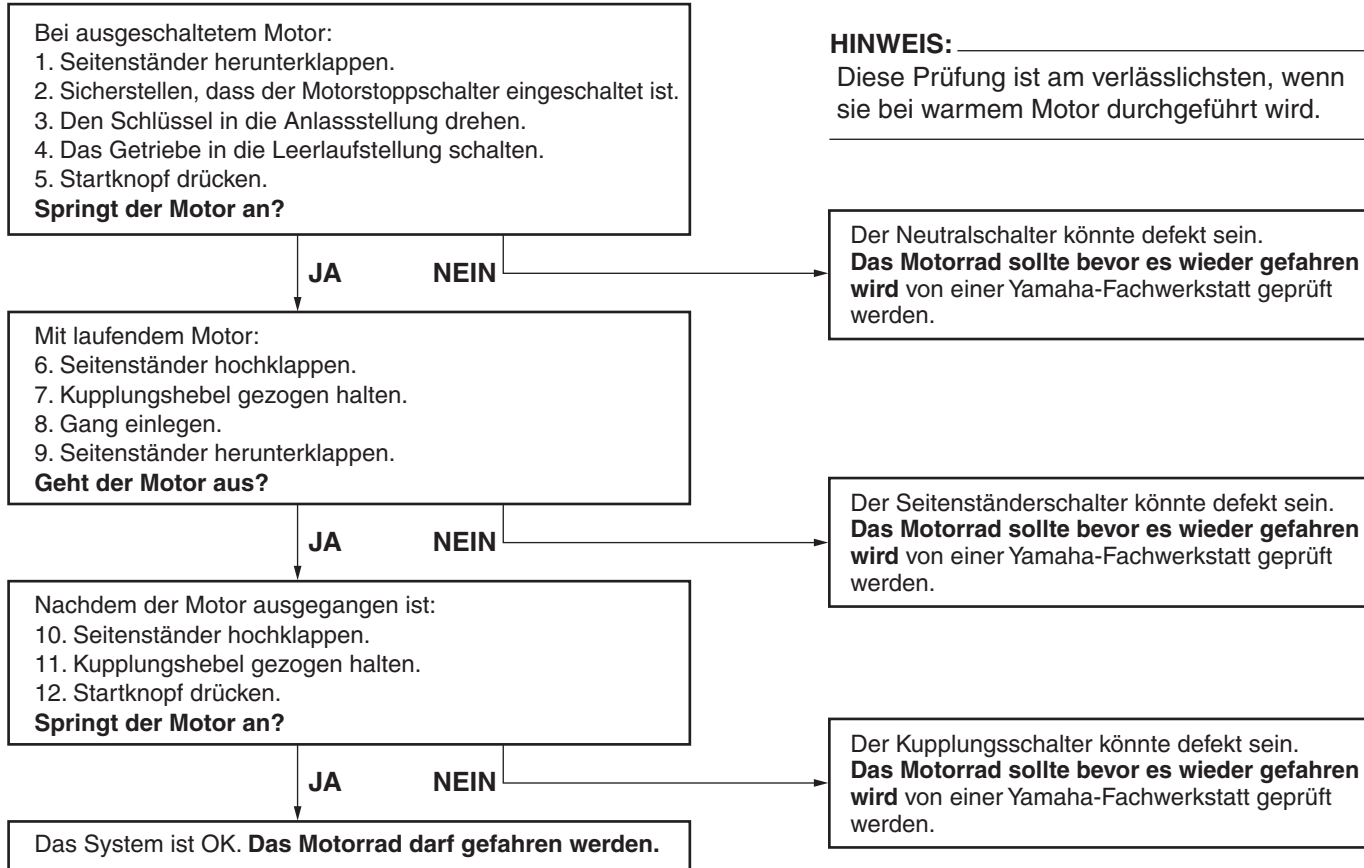 Bei ausgeschaltetem Motor:
1. Seitenständer herunterklappen.
2. Sicherstellen, dass der Motorstoppschalter eingeschaltet ist.
3. Den Schlüssel in die Anlassstellung drehen.
4. Das Getriebe in die Leerlaufstellung schalten.
5. Startknopf drücken.
Springt der Motor an?
HINWEIS:
Diese Prüfung ist am verlässlichsten, wenn
sie bei warmem Motor durchgeführt wird.
JA NEIN
Der Neutralschalter könnte defekt sein.
Das Motorrad sollte bevor es wieder gefahren
wird von einer Yamaha-Fachwerkstatt geprüft
werden.
Mit laufendem Motor:
6. Seitenständer hochklappen.
7. Kupplungshebel gezogen halten.
8. Gang einlegen.
9. Seitenständer herunterklappen.
Geht der Motor aus?
JA NEIN
Der Seitenständerschalter könnte defekt sein.
Das Motorrad sollte bevor es wieder gefahren
wird von einer Yamaha-Fachwerkstatt geprüft
werden.
Nachdem der Motor ausgegangen ist:
10. Seitenständer hochklappen.
11. Kupplungshebel gezogen halten.
12. Startknopf drücken.
Springt der Motor an?
JA NEIN
Der Kupplungsschalter könnte defekt sein.
Das Motorrad sollte bevor es wieder gefahren
wird von einer Yamaha-Fachwerkstatt geprüft
werden.
Das System ist OK. Das Motorrad darf gefahren werden.